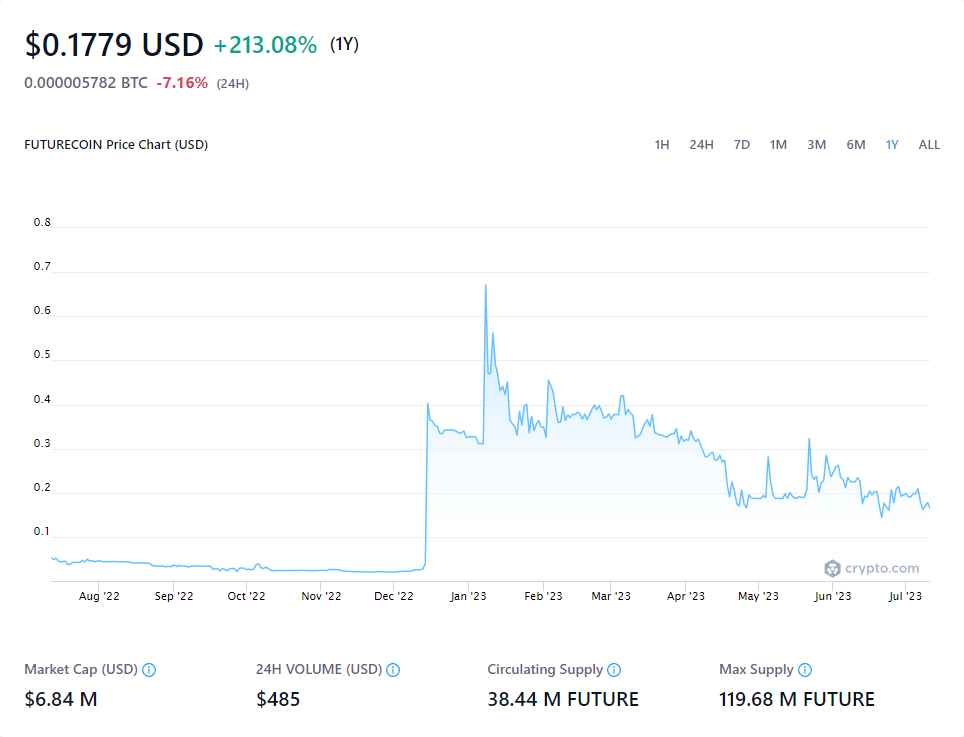 $0.1779 USD +213.08% (1Y)
0.000005782 BTC -7.16% (24H)
FUTURECOIN Price Chart (USD) 1H 24H 7D 1M 3M 6M 1Y ALL
0.8
0.7
0.6
0.5
0.4
0.3
0.2
0.1
crypto.com
Aug '22 Sep '22 Oct '22 Nov '22 Dec '22 Jan '23 Feb '23 Mar '23 Apr '23 May '23 Jun '23 Jul '23
Market Cap (USD) 24H VOLUME (USD) Circulating Supply Max Supply
$6.84 M $485 38.44 M FUTURE 119.68 M FUTURE